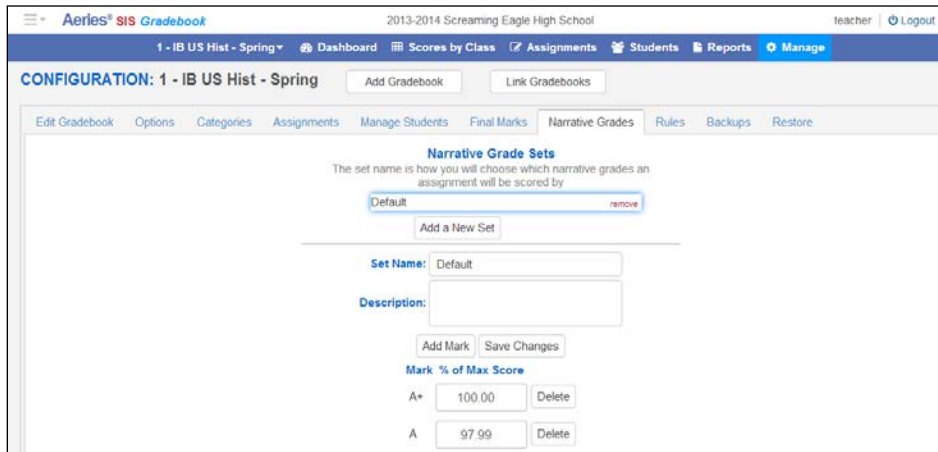 Aeries® SIS Gradebook 2013-2014 Screaming Eagle High School teacher Logout
1 - IB US Hist - Spring Dashboard Scores by Class Assignments Students Reports Manage
CONFIGURATION: 1 - IB US Hist - Spring Add Gradebook Link Gradebooks
Edit Gradebook Options Categories Assignments Manage Students Final Marks Narrative Grades Rules Backups Restore
Narrative Grade Sets
The set name is how you will choose which narrative grades an
assignment will be scored by
Default remove
Add a New Set
Set Name: Default
Description:
Add Mark Save Changes
Mark % of Max Score
A+ 100.00 Delete
A 97.99 Delete